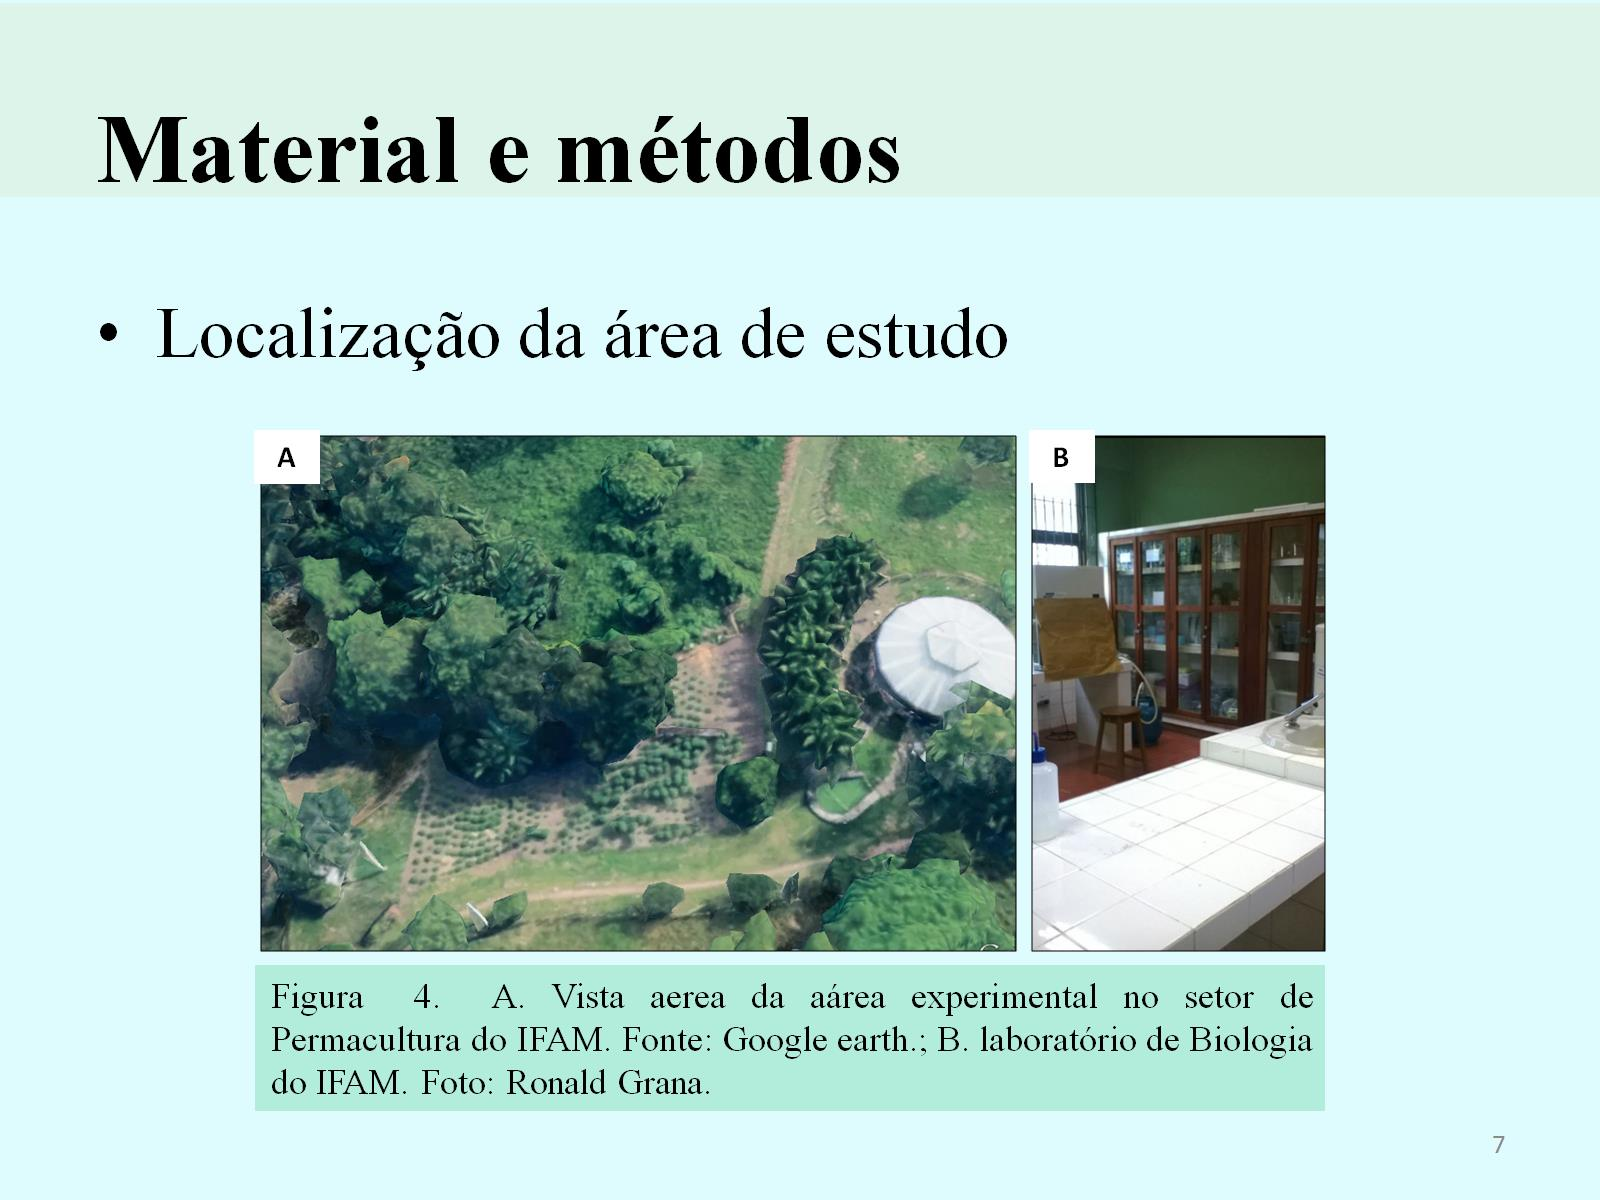 Material e métodos
• Localização da área de estudo
A
B
Figura 4. A. Vista aerea da aárea experimental no setor de
Permacultura do IFAM. Fonte: Google earth.; B. laboratório de Biologia
do IFAM. Foto: Ronald Grana.
7